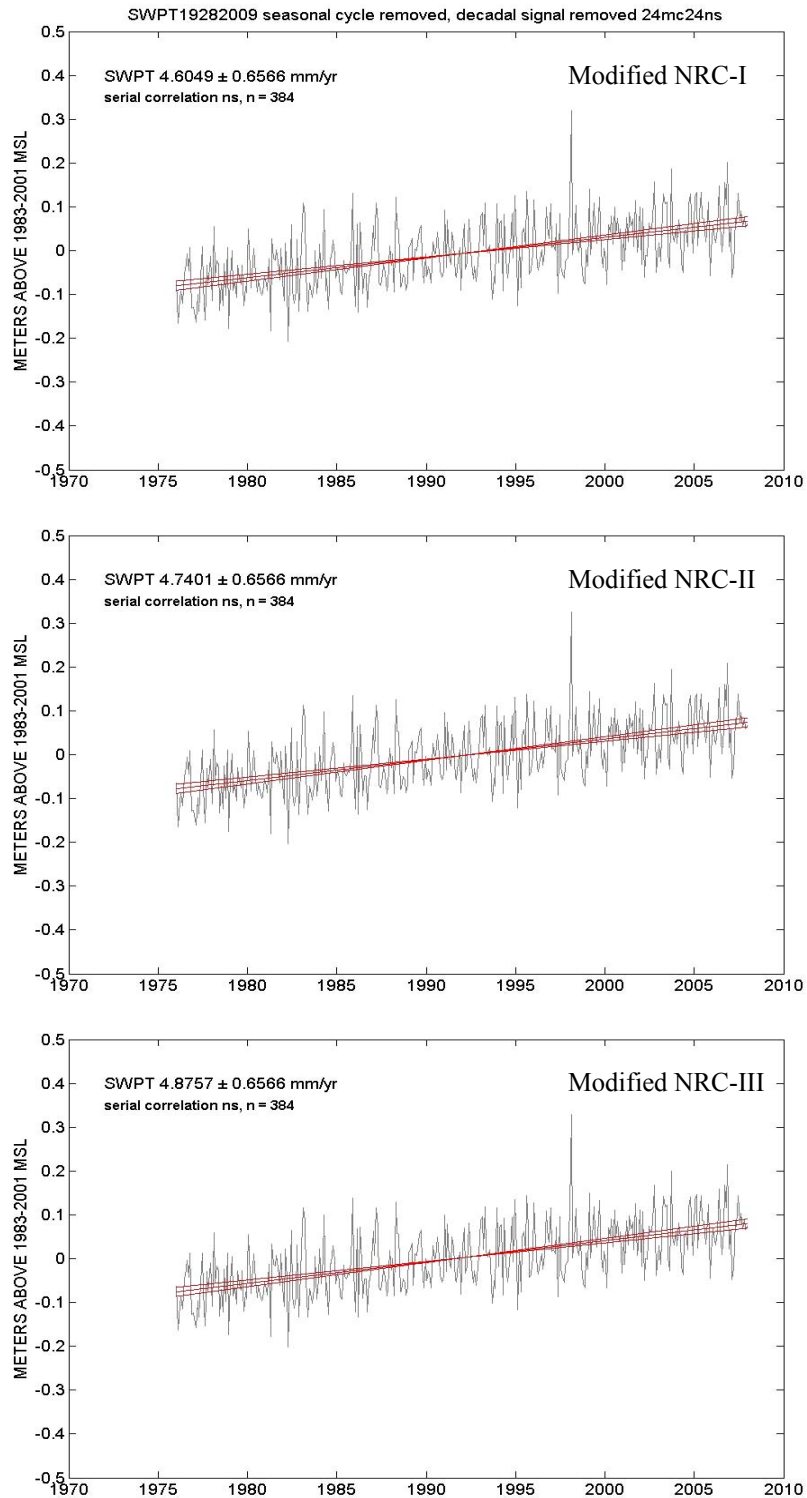 SWPT19282009 seasonal cycle removed, decadal signal removed 24mc24ns
0.5
0.4
0.3
0.2
0.1
0
-0.1
-0.2
-0.3
-0.4
-0.5
METERS ABOVE 1983-2001 MSL
SWPT 4.6049 ± 0.6566 mm/yr
serial correlation ns, n = 384
Modified NRC-I
1970 1975 1980 1985 1990 1995 2000 2005 2010
0.5
0.4
0.3
0.2
0.1
0
-0.1
-0.2
-0.3
-0.4
-0.5
METERS ABOVE 1983-2001 MSL
SWPT 4.7401 ± 0.6566 mm/yr
serial correlation ns, n = 384
Modified NRC-II
1970 1975 1980 1985 1990 1995 2000 2005 2010
0.5
0.4
0.3
0.2
0.1
0
-0.1
-0.2
-0.3
-0.4
-0.5
METERS ABOVE 1983-2001 MSL
SWPT 4.8757 ± 0.6566 mm/yr
serial correlation ns, n = 384
Modified NRC-III
1970 1975 1980 1985 1990 1995 2000 2005 2010